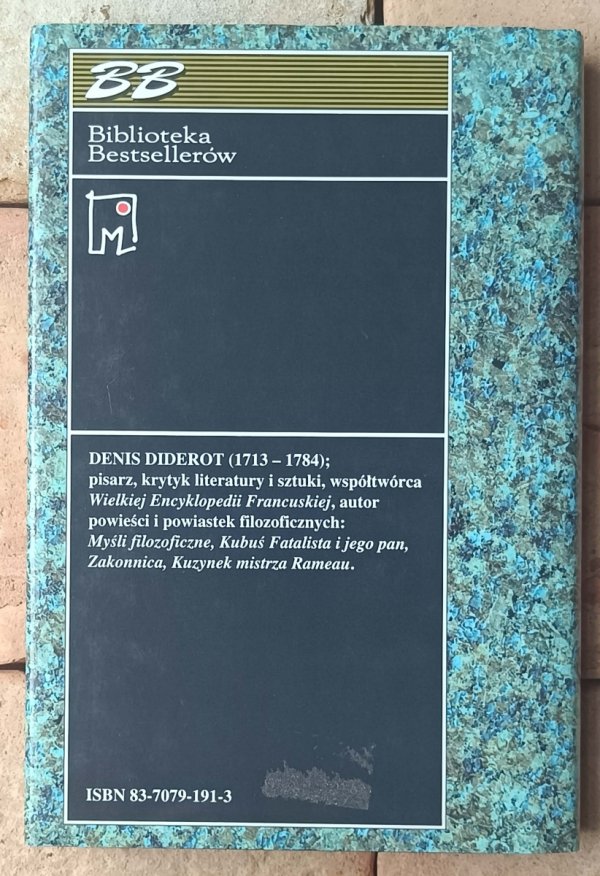 BB
Biblioteka
Bestsellerów
M
DENIS DIDEROT (1713 – 1784);
pisarz, krytyk literatury i sztuki, współtwórca
Wielkiej Encyklopedii Francuskiej, autor
powieści i powiastek filozoficznych:
Myśli filozoficzne, Kubuś Fatalista i jego pan,
Zakonnica, Kuzynek mistrza Rameau.
ISBN 83-7079-191-3